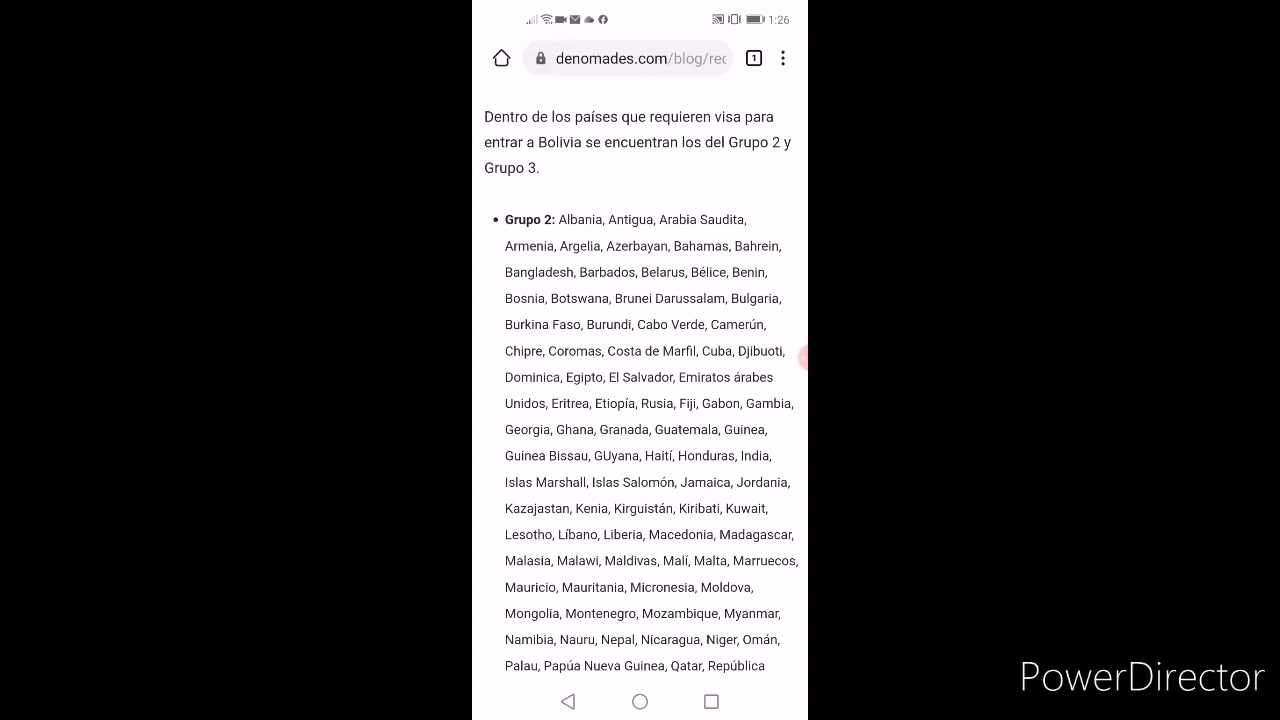 1:26
denomades.com/blog/rec
1
Dentro de los países que requieren visa para
entrar a Bolivia se encuentran los del Grupo 2 y
Grupo 3.
• Grupo 2: Albania, Antigua, Arabia Saudita,
Armenia, Argelia, Azerbayan, Bahamas, Bahrein,
Bangladesh, Barbados, Belarus, Bélice, Benin,
Bosnia, Botswana, Brunei Darussalam, Bulgaria,
Burkina Faso, Burundi, Cabo Verde, Camerún,
Chipre, Coromas, Costa de Marfil, Cuba, Djibuoti,
Dominica, Egipto, El Salvador, Emiratos árabes
Unidos, Eritrea, Etiopía, Rusia, Fiji, Gabon, Gambia,
Georgia, Ghana, Granada, Guatemala, Guinea,
Guinea Bissau, GUyana, Haití, Honduras, India,
Islas Marshall, Islas Salomón, Jamaica, Jordania,
Kazajastan, Kenia, Kirguistán, Kiribati, Kuwait,
Lesotho, Líbano, Liberia, Macedonia, Madagascar,
Malasia, Malawi, Maldivas, Malí, Malta, Marruecos,
Mauricio, Mauritania, Micronesia, Moldova,
Mongolia, Montenegro, Mozambique, Myanmar,
Namibia, Nauru, Nepal, Nicaragua, Niger, Omán,
Palau, Papúa Nueva Guinea, Qatar, República
PowerDirector